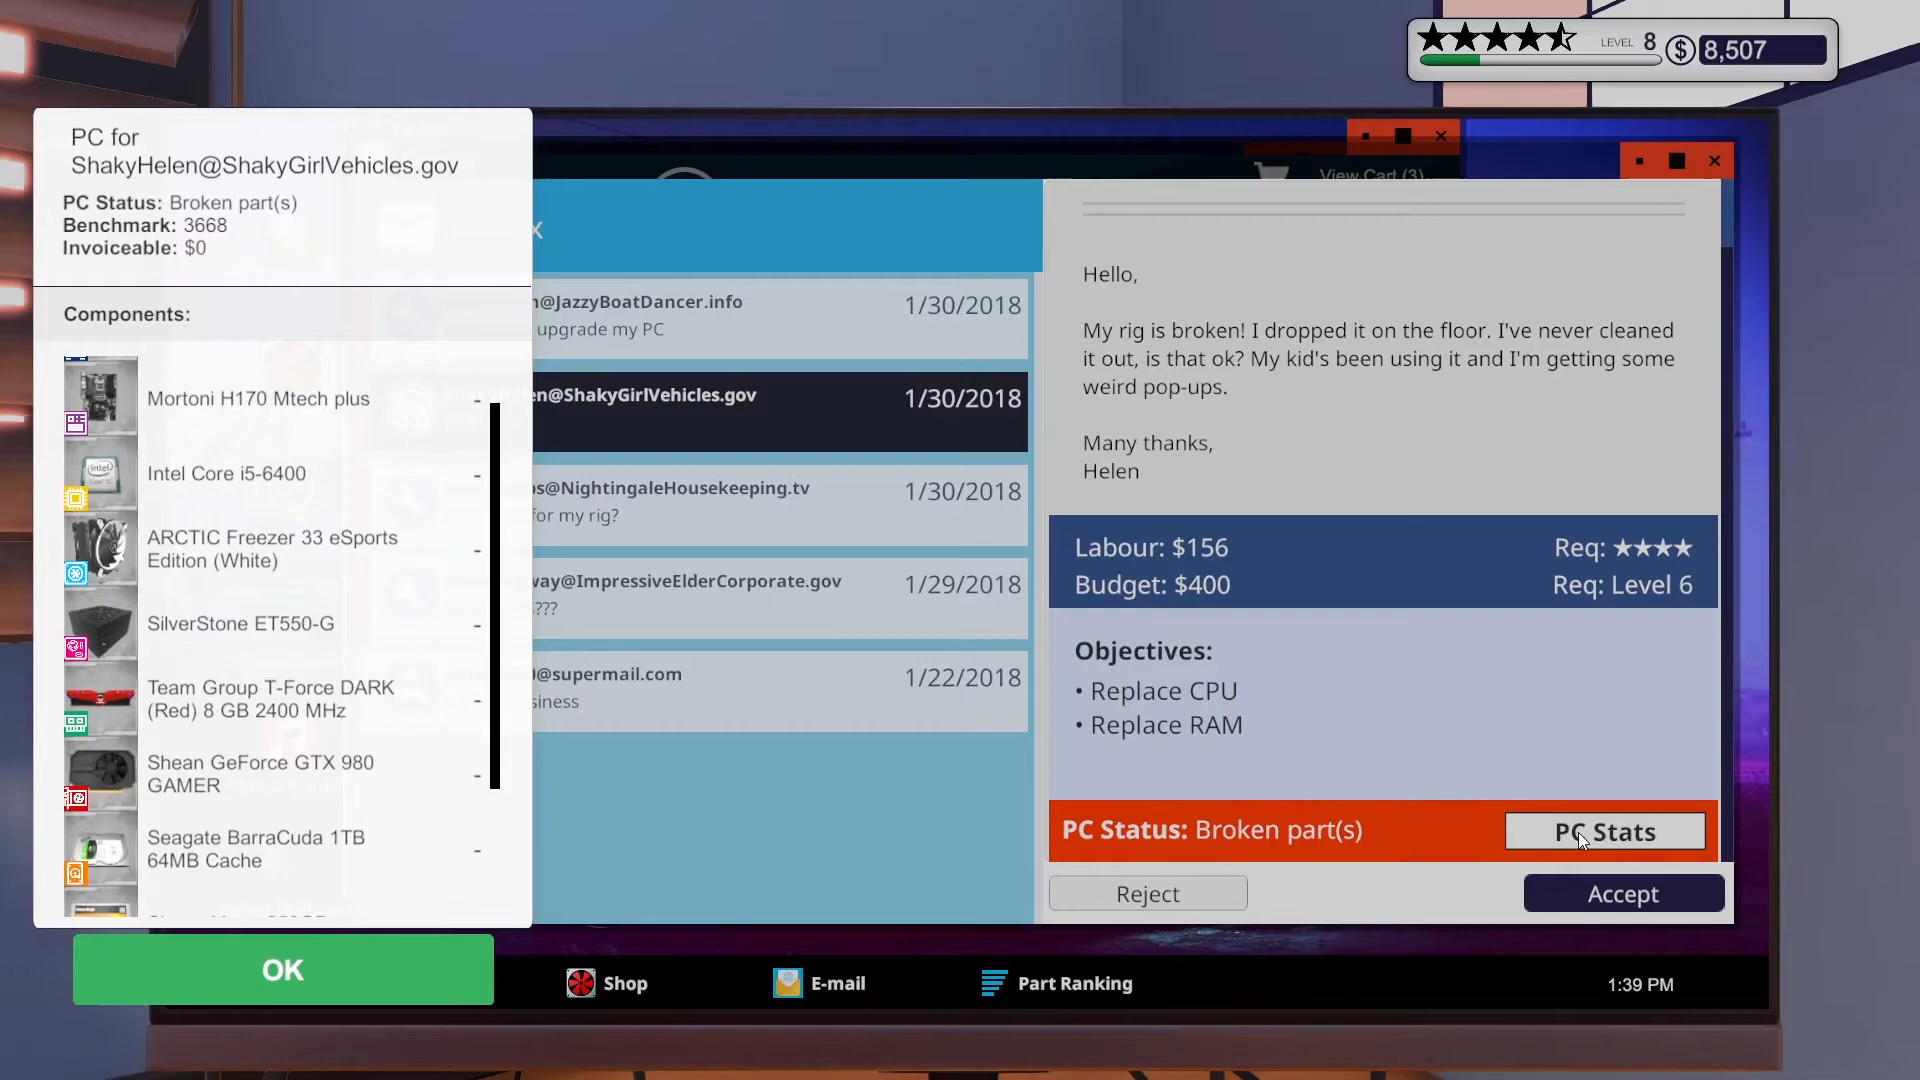 LEVEL 8 $ 8,507
PC for
ShakyHelen@ShakyGirlVehicles.gov
PC Status: Broken part(s)
Benchmark: 3668
Invoiceable: $0
Components:
Mortoni H170 Mtech plus -
Intel Core i5-6400 -
ARCTIC Freezer 33 eSports
Edition (White) -
SilverStone ET550-G -
Team Group T-Force DARK
(Red) 8 GB 2400 MHz -
Shean GeForce GTX 980
GAMER -
Seagate BarraCuda 1TB
64MB Cache -
OK
View Cart (3)
x
n@JazzyBoatDancer.info 1/30/2018
upgrade my PC
en@ShakyGirlVehicles.gov 1/30/2018
os@NightingaleHousekeeping.tv 1/30/2018
for my rig?
way@ImpressiveElderCorporate.gov 1/29/2018
???
0@supermail.com 1/22/2018
siness
Hello,
My rig is broken! I dropped it on the floor. I've never cleaned
it out, is that ok? My kid's been using it and I'm getting some
weird pop-ups.
Many thanks,
Helen
Labour: $156 Req: ★★★★
Budget: $400 Req: Level 6
Objectives:
• Replace CPU
• Replace RAM
PC Status: Broken part(s) PC Stats
Reject Accept
Shop E-mail Part Ranking 1:39 PM